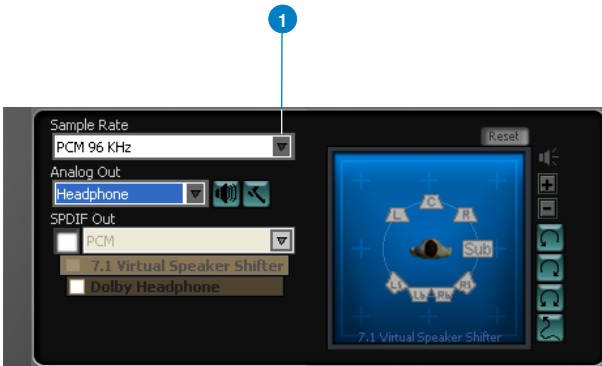 1
Sample Rate
PCM 96 KHz
Analog Out
Headphone
SPDIF Out
PCM
7.1 Virtual Speaker Shifter
Dolby Headphone
Reset
C
L
R
Sub
Ls
Lb
Rb
Rs
7.1 Virtual Speaker Shifter